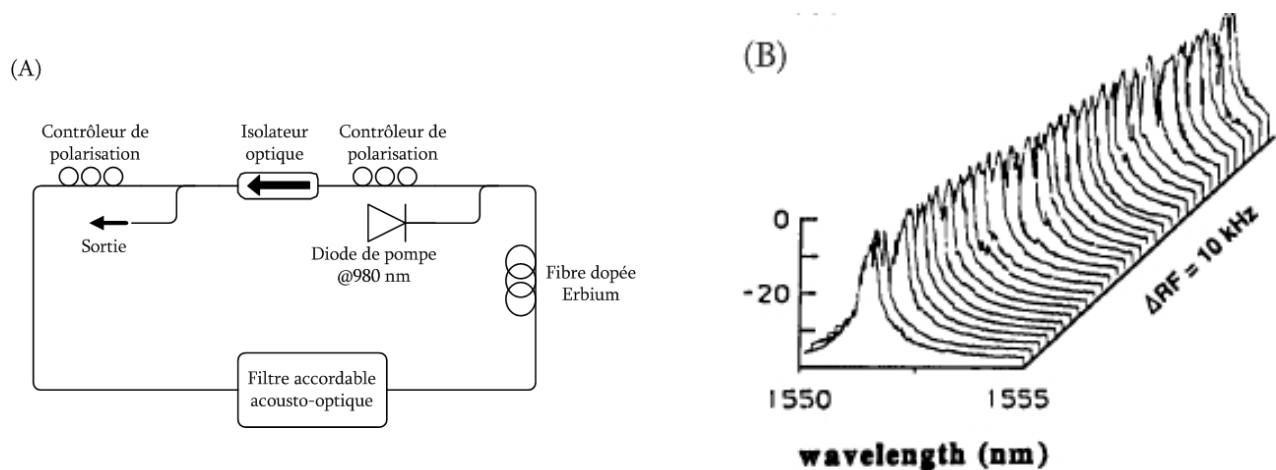 (A)
Contrôleur de
polarisation
Isolateur
optique
Contrôleur de
polarisation
Sortie
Diode de pompe
@980 nm
Fibre dopée
Erbium
Filtre accordable
acousto-optique
(B)
0
-20
ΔRF = 10 kHz
1550
1555
wavelength (nm)